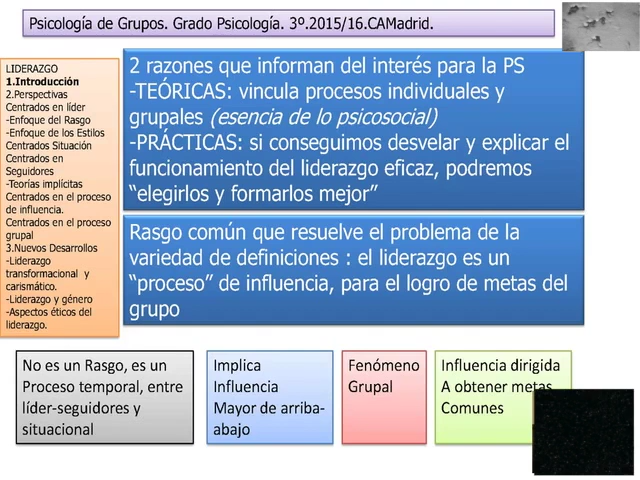 Psicología de Grupos. Grado Psicología. 3º.2015/16.CAMadrid.
LIDERAZGO
1.Introducción
2.Perspectivas
Centrados en líder
-Enfoque del Rasgo
-Enfoque de los Estilos
Centrados Situación
Centrados en
Seguidores
-Teorías implícitas
Centrados en el proceso
de influencia.
Centrados en el proceso
grupal
3.Nuevos Desarrollos
-Liderazgo
transformacional y
carismático.
-Liderazgo y género
-Aspectos éticos del
liderazgo.
2 razones que informan del interés para la PS
-TEÓRICAS: vincula procesos individuales y
grupales (esencia de lo psicosocial)
-PRÁCTICAS: si conseguimos desvelar y explicar el
funcionamiento del liderazgo eficaz, podremos
“elegirlos y formarlos mejor”
Rasgo común que resuelve el problema de la
variedad de definiciones : el liderazgo es un
“proceso” de influencia, para el logro de metas del
grupo
No es un Rasgo, es un
Proceso temporal, entre
líder-seguidores y
situacional
Implica
Influencia
Mayor de arriba-
abajo
Fenómeno
Grupal
Influencia dirigida
A obtener metas
Comunes